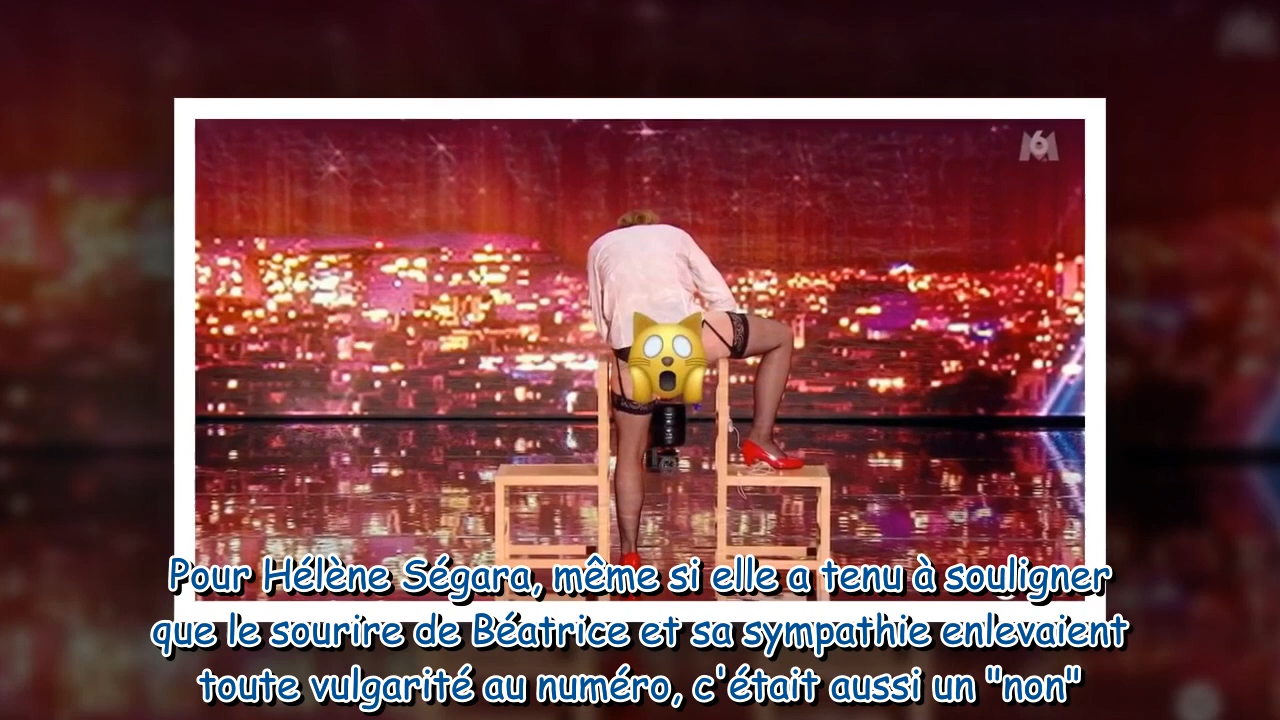 M6
Pour Hélène Ségara, même si elle a tenu à souligner
que le sourire de Béatrice et sa sympathie enlevaient
toute vulgarité au numéro, c'était aussi un "non"